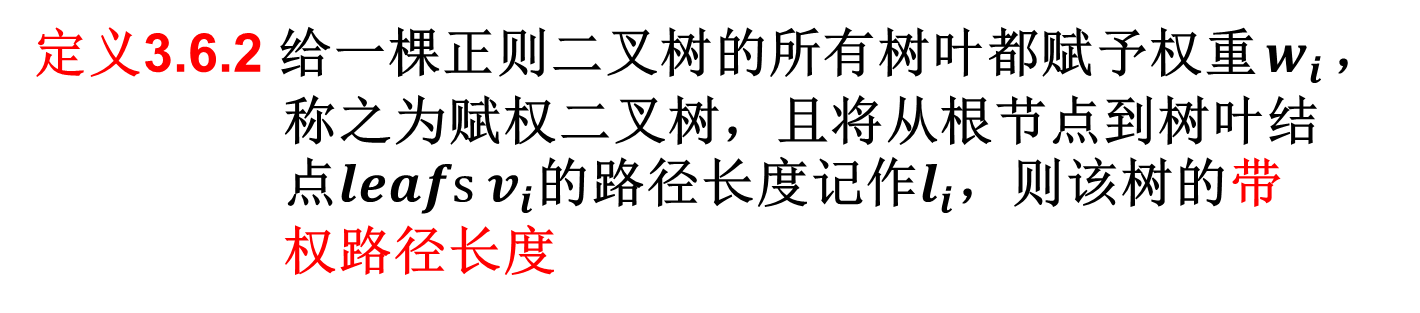 定义3.6.2 给一棵正则二叉树的所有树叶都赋予权重wᵢ，
称之为赋权二叉树，且将从根节点到树叶结
点leafs vᵢ的路径长度记作lᵢ，则该树的带
权路径长度